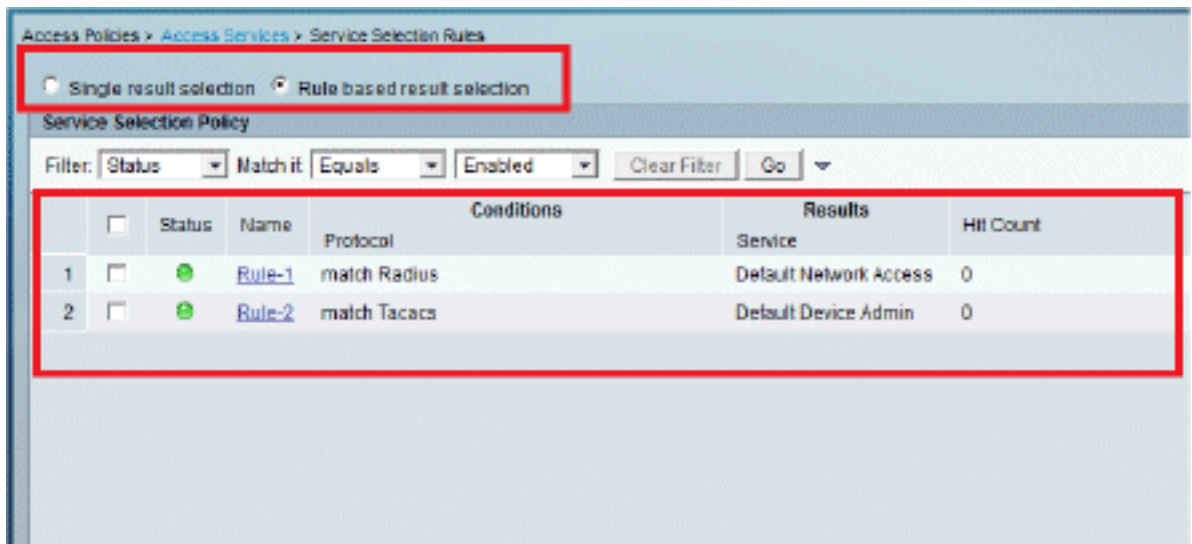 Access Policies > Access Services > Service Selection Rules
Single result selection Rule based result selection
Service Selection Policy
Filter: Status Match if: Equals Enabled Clear Filter Go
Status Name Conditions Protocol Results Service Hit Count
1 Rule-1 match Radius Default Network Access 0
2 Rule-2 match Tacacs Default Device Admin 0